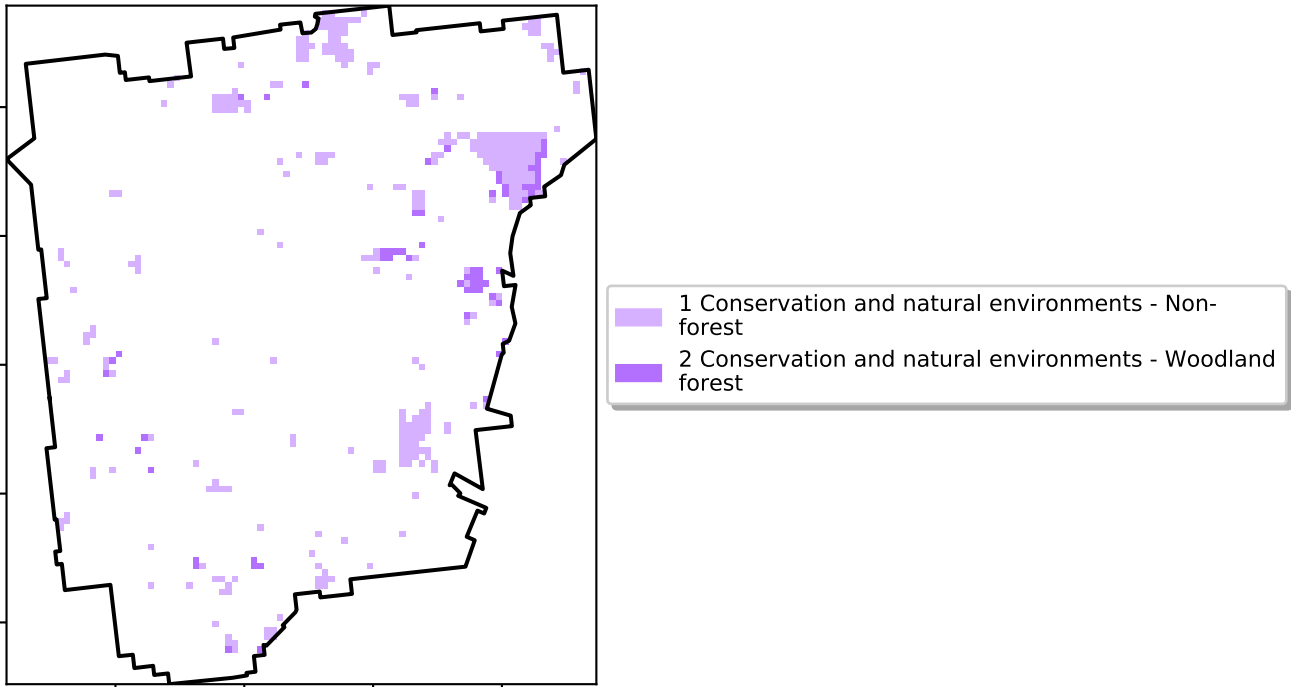 1 Conservation and natural environments - Non-
forest
2 Conservation and natural environments - Woodland
forest